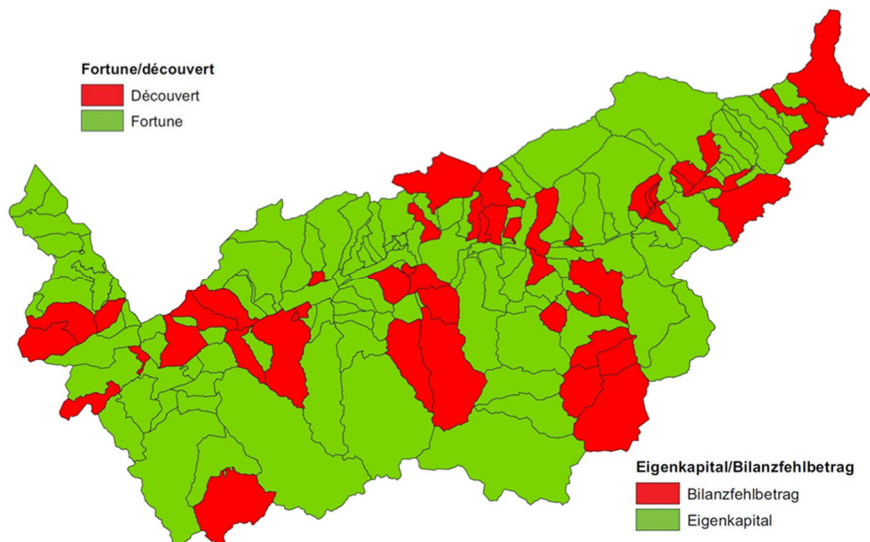 Fortune/découvert
Découvert
Fortune
Eigenkapital/Bilanzfehlbetrag
Bilanzfehlbetrag
Eigenkapital